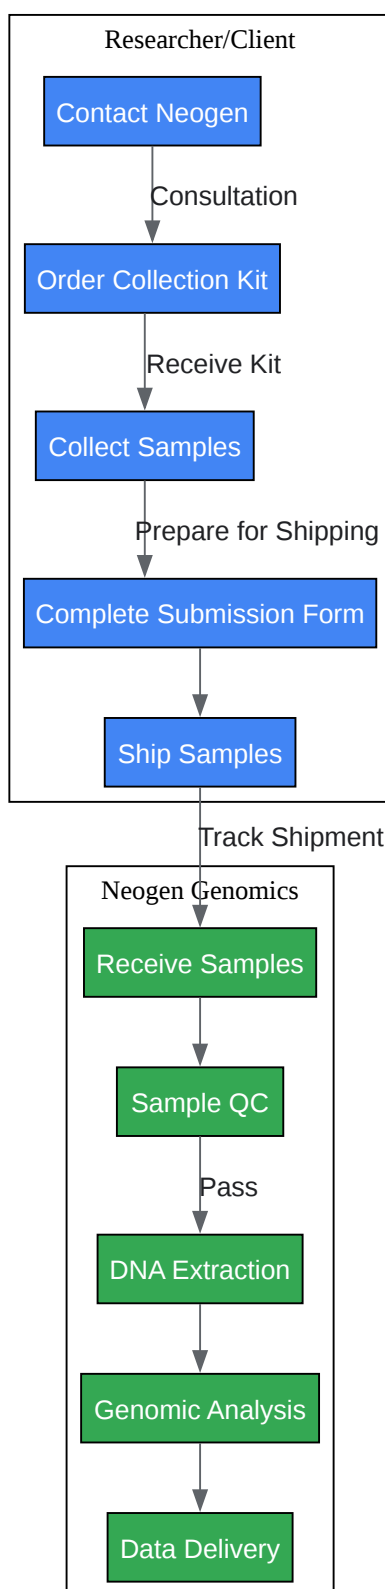 Researcher/Client
Contact Neogen
Consultation
Order Collection Kit
Receive Kit
Collect Samples
Prepare for Shipping
Complete Submission Form
Ship Samples
Track Shipment
Neogen Genomics
Receive Samples
Sample QC
Pass
DNA Extraction
Genomic Analysis
Data Delivery